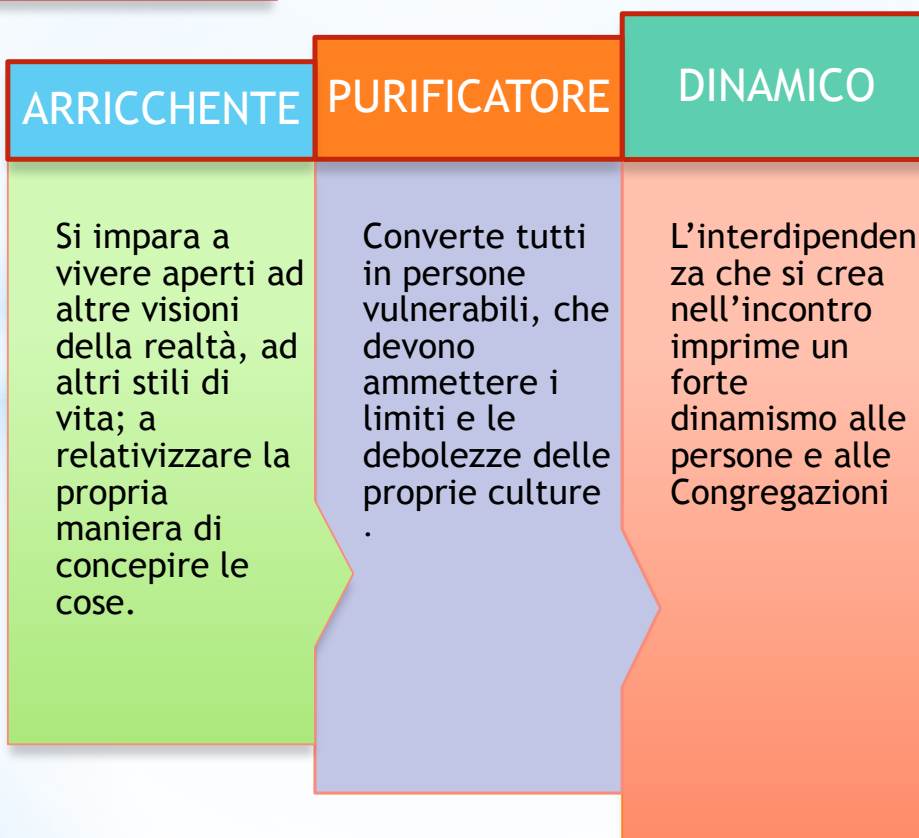 ARRICCHENTE
Si impara a
vivere aperti ad
altre visioni
della realtà, ad
altri stili di
vita; a
relativizzare la
propria
maniera di
concepire le
cose.
PURIFICATORE
Converte tutti
in persone
vulnerabili, che
devono
ammettere i
limiti e le
debolezze delle
proprie culture
.
DINAMICO
L’interdipenden
za che si crea
nell’incontro
imprime un
forte
dinamismo alle
persone e alle
Congregazioni